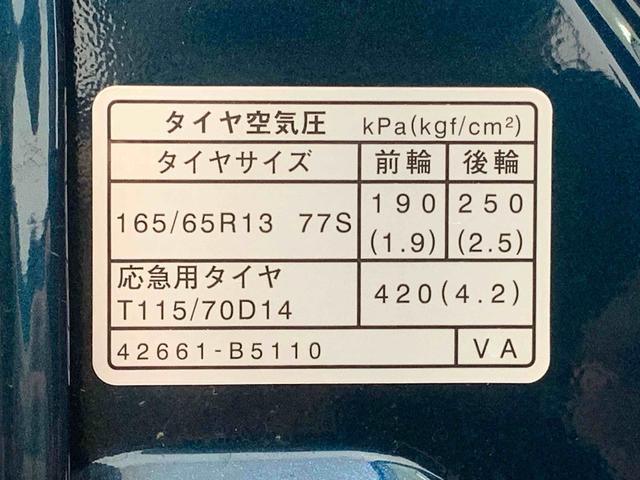 タイヤ空気圧 kPa(kgf/cm²)
タイヤサイズ 前輪 後輪
165/65R13 77S 190 (1.9) 250 (2.5)
応急用タイヤ
T115/70D14 420(4.2)
42661-B5110 VA